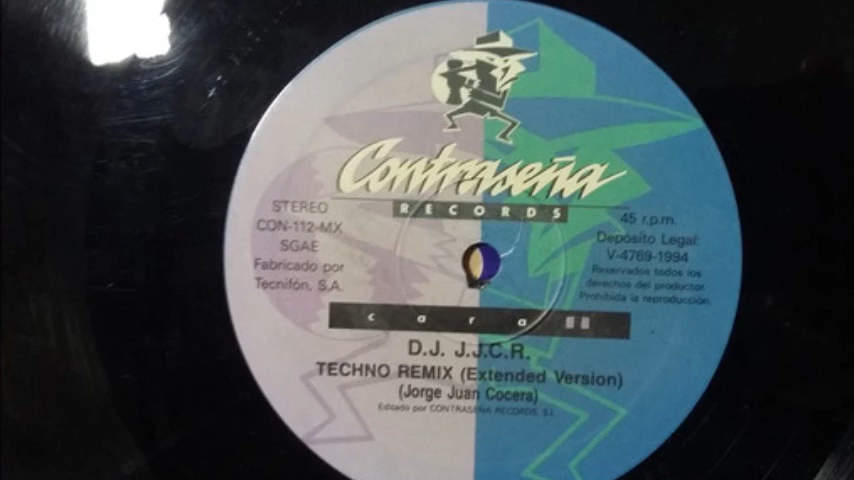 Contraseña
RECORDS
STEREO
CON-112-MX
SGAE
Fabricado por
Tecnifón, S.A.
45 r.p.m.
Depósito Legal:
V-4769-1994
Reservados todos los
derechos del productor.
Prohibida la reproducción.
cara
D.J. J.J.C.R.
TECHNO REMIX (Extended Version)
(Jorge Juan Cocera)
Editado por CONTRASEÑA RECORDS, S.L.